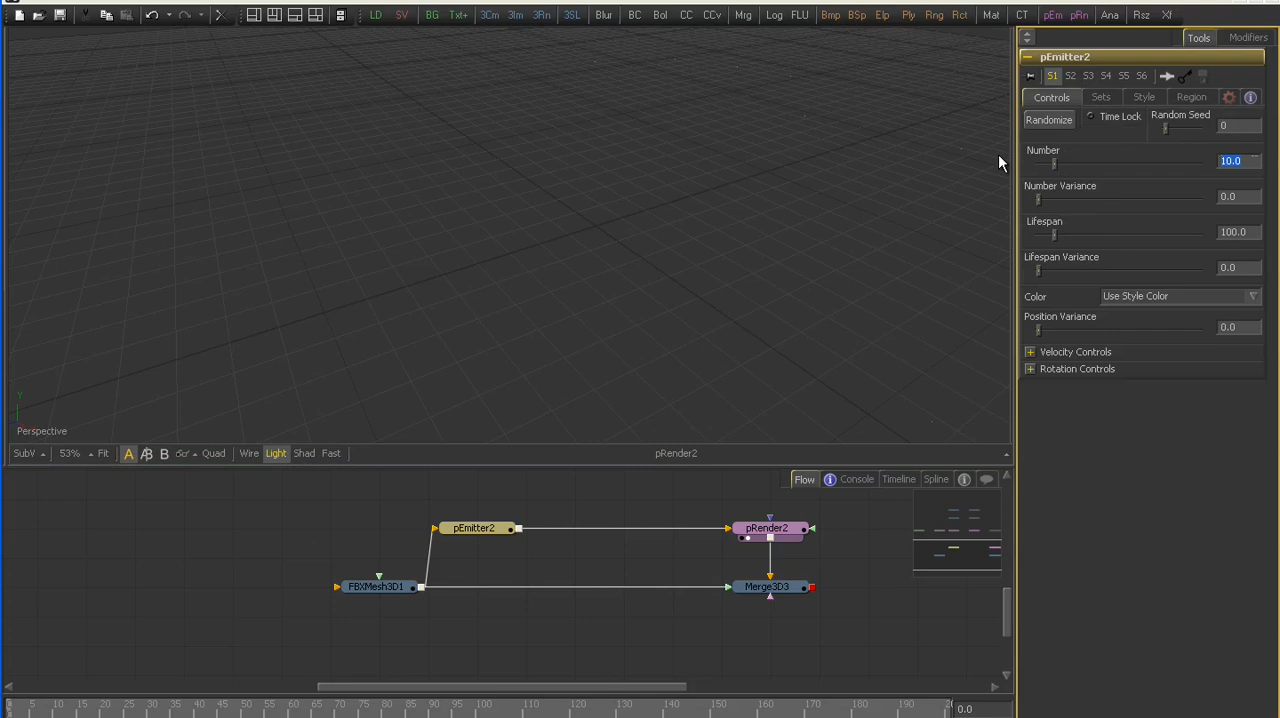 LD SV BG Txt+ 3Cm 3Im 3Rn 3SL Blur BC Bol CC CCv Mrg Log FLU Bmp BSp Elp Ply Rng Rct Mat CT pEm pRn Ana Rsz Xf
Tools Modifiers
pEmitter2
S1 S2 S3 S4 S5 S6
Controls Sets Style Region
Randomize Time Lock Random Seed 0
Number 10.0
Number Variance 0.0
Lifespan 100.0
Lifespan Variance 0.0
Color Use Style Color
Position Variance 0.0
Velocity Controls
Rotation Controls
Y
Perspective
SubV 53% Fit A A/B B Quad Wire Light Shad Fast pRender2
Flow Console Timeline Spline
pEmitter2 pRender2
FBXMesh3D1 Merge3D3
5 10 15 20 25 30 35 40 45 50 55 60 65 70 75 80 85 90 95 100 110 120 130 140 150 160 170 180 190 0.0